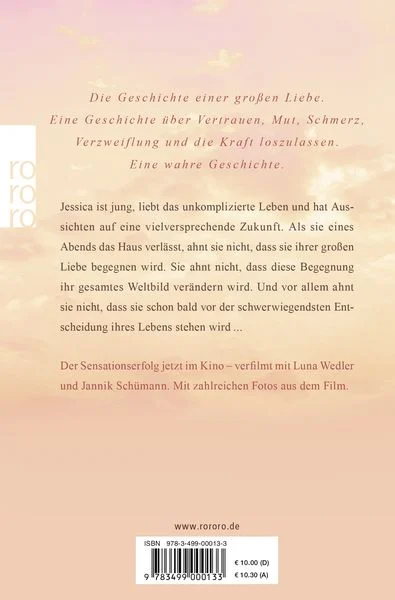 Die Geschichte einer großen Liebe.
Eine Geschichte über Vertrauen, Mut, Schmerz,
Verzweiflung und die Kraft loszulassen.
Eine wahre Geschichte.
ro
ro
ro
Jessica ist jung, liebt das unkomplizierte Leben und hat Aus-
sichten auf eine vielversprechende Zukunft. Als sie eines
Abends das Haus verlässt, ahnt sie nicht, dass sie ihrer großen
Liebe begegnen wird. Sie ahnt nicht, dass diese Begegnung
ihr gesamtes Weltbild verändern wird. Und vor allem ahnt
sie nicht, dass sie schon bald vor der schwerwiegendsten Ent-
scheidung ihres Lebens stehen wird ...
Der Sensationserfolg jetzt im Kino – verfilmt mit Luna Wedler
und Jannik Schümann. Mit zahlreichen Fotos aus dem Film.
www.rororo.de
ISBN 978-3-499-00013-3
€ 10.00 (D)
€ 10.30 (A)
9 783499 000133